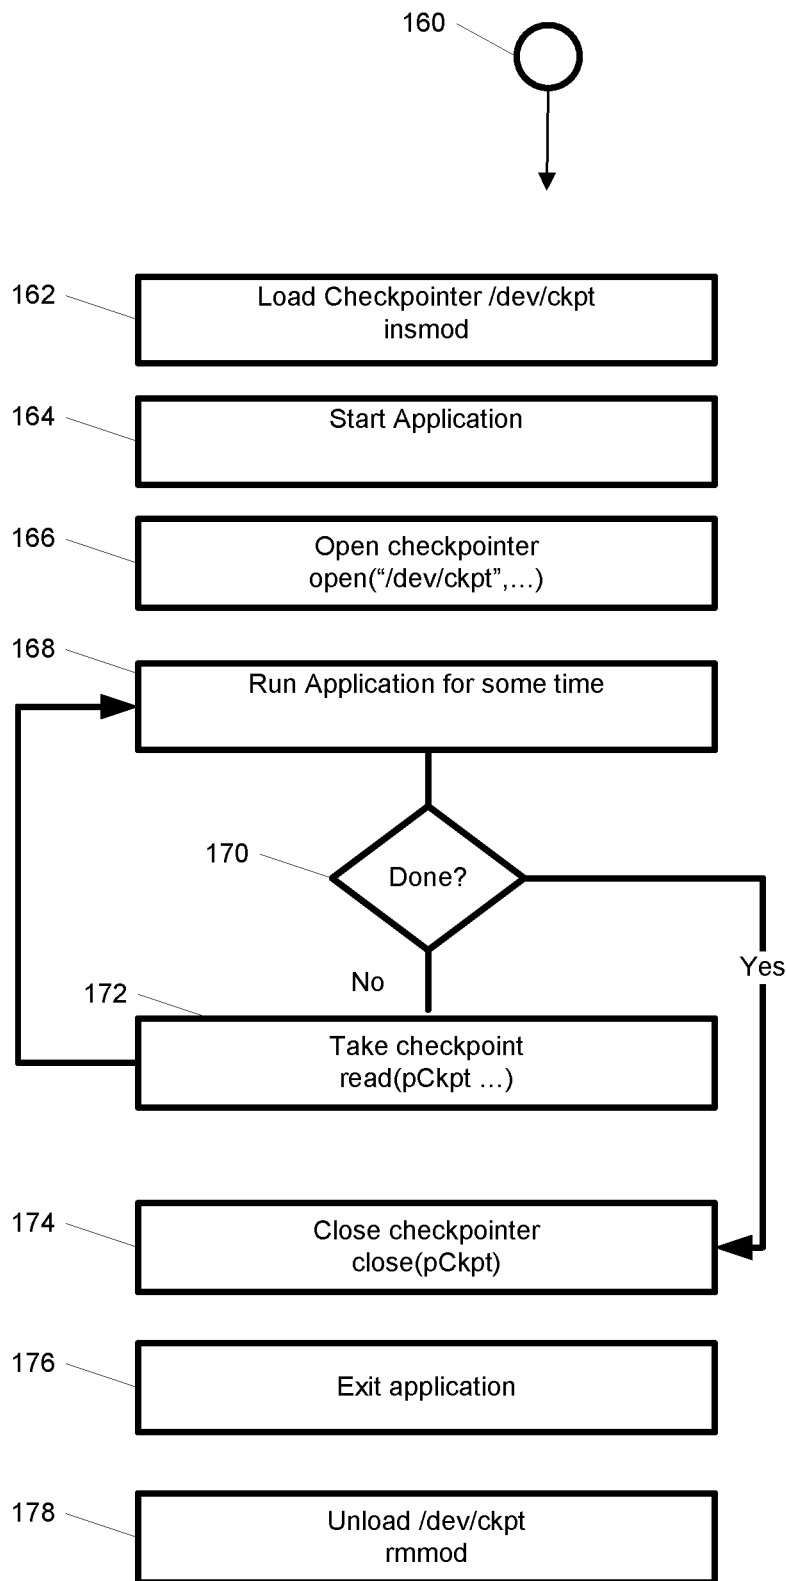 160
162
Load Checkpointer /dev/ckpt
insmod
164
Start Application
166
Open checkpointer
open(“/dev/ckpt”,…)
168
Run Application for some time
170
Done?
Yes
No
172
Take checkpoint
read(pCkpt …)
174
Close checkpointer
close(pCkpt)
176
Exit application
178
Unload /dev/ckpt
rmmod